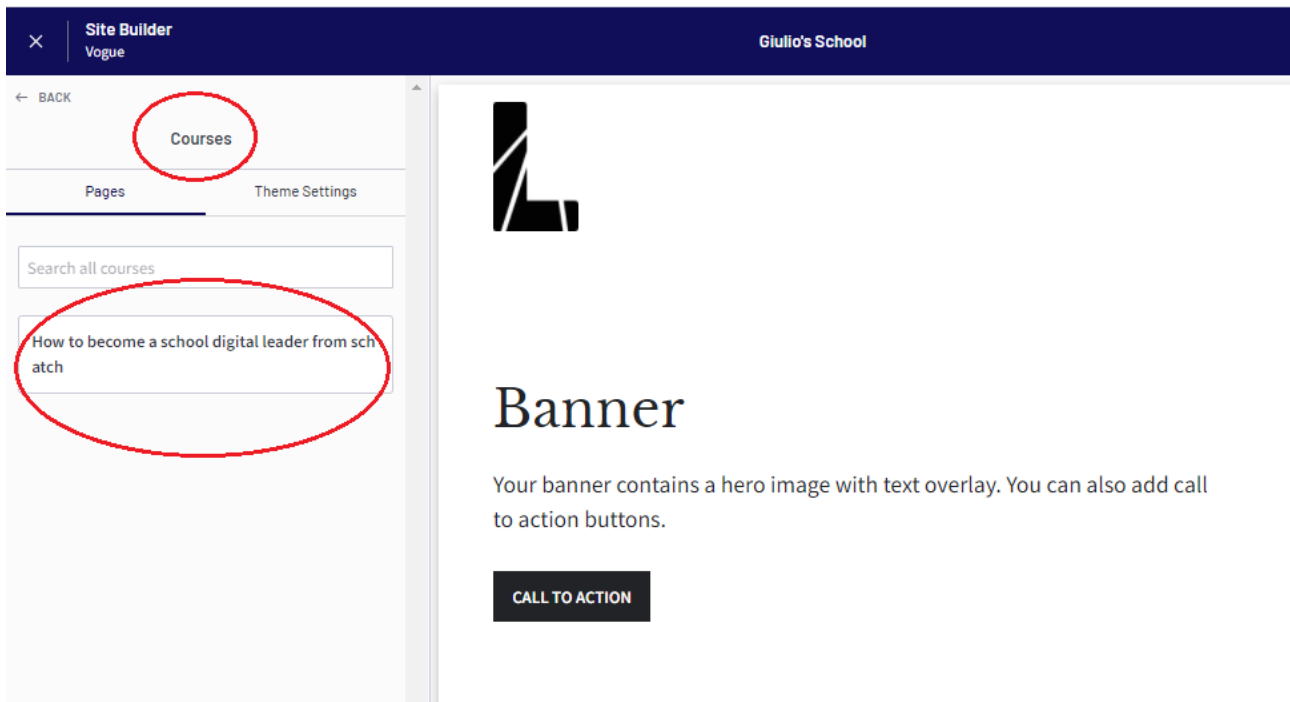 Site Builder
Vogue
Giulio's School
← BACK
Courses
Pages Theme Settings
Search all courses
How to become a school digital leader from sch
atch
Banner
Your banner contains a hero image with text overlay. You can also add call
to action buttons.
CALL TO ACTION